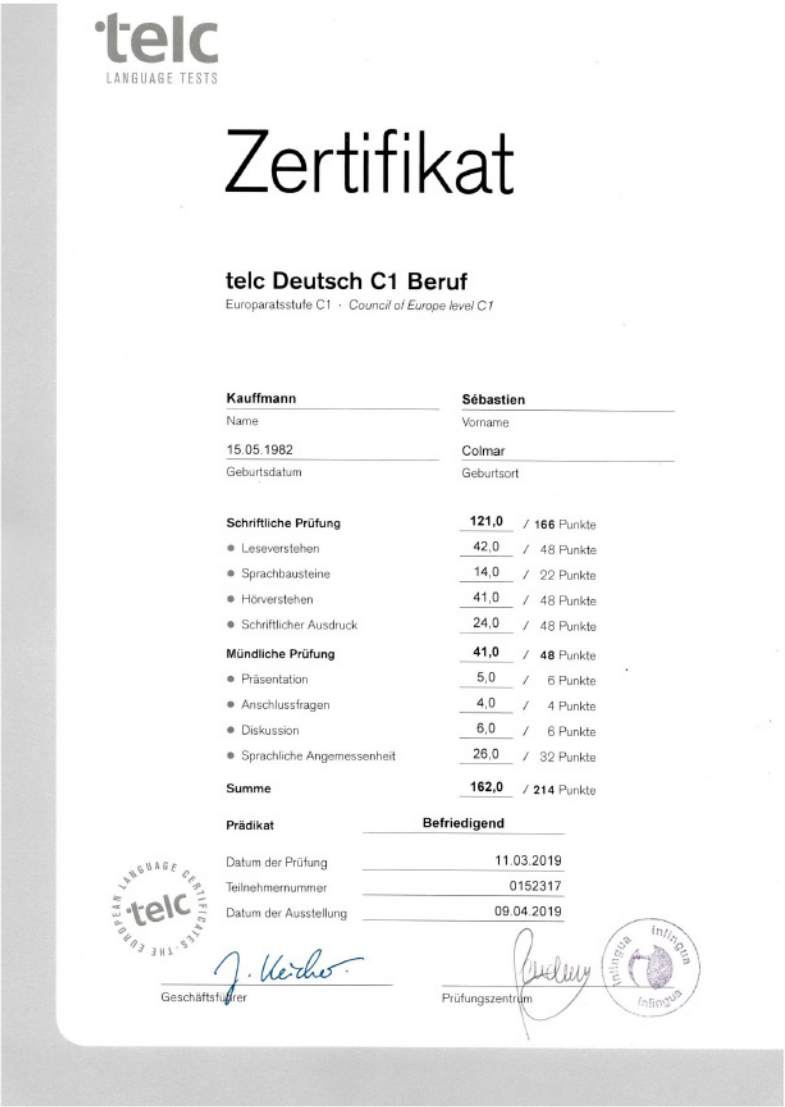 telc
LANGUAGE TESTS
Zertifikat
telc Deutsch C1 Beruf
Europaratsstufe C1 · Council of Europe level C1
Kauffmann Sébastien
Name Vorname
15.05.1982 Colmar
Geburtsdatum Geburtsort
Schriftliche Prüfung 121,0 / 166 Punkte
• Leseverstehen 42,0 / 48 Punkte
• Sprachbausteine 14,0 / 22 Punkte
• Hörverstehen 41,0 / 48 Punkte
• Schriftlicher Ausdruck 24,0 / 48 Punkte
Mündliche Prüfung 41,0 / 48 Punkte
• Präsentation 5,0 / 6 Punkte
• Anschlussfragen 4,0 / 4 Punkte
• Diskussion 6,0 / 6 Punkte
• Sprachliche Angemessenheit 26,0 / 32 Punkte
Summe 162,0 / 214 Punkte
Prädikat Befriedigend
Datum der Prüfung 11.03.2019
Teilnehmernummer 0152317
Datum der Ausstellung 09.04.2019
telc
THE EUROPEAN LANGUAGE CERTIFICATES
inlingua inlingua inlingua
Geschäftsführer Prüfungszentrum